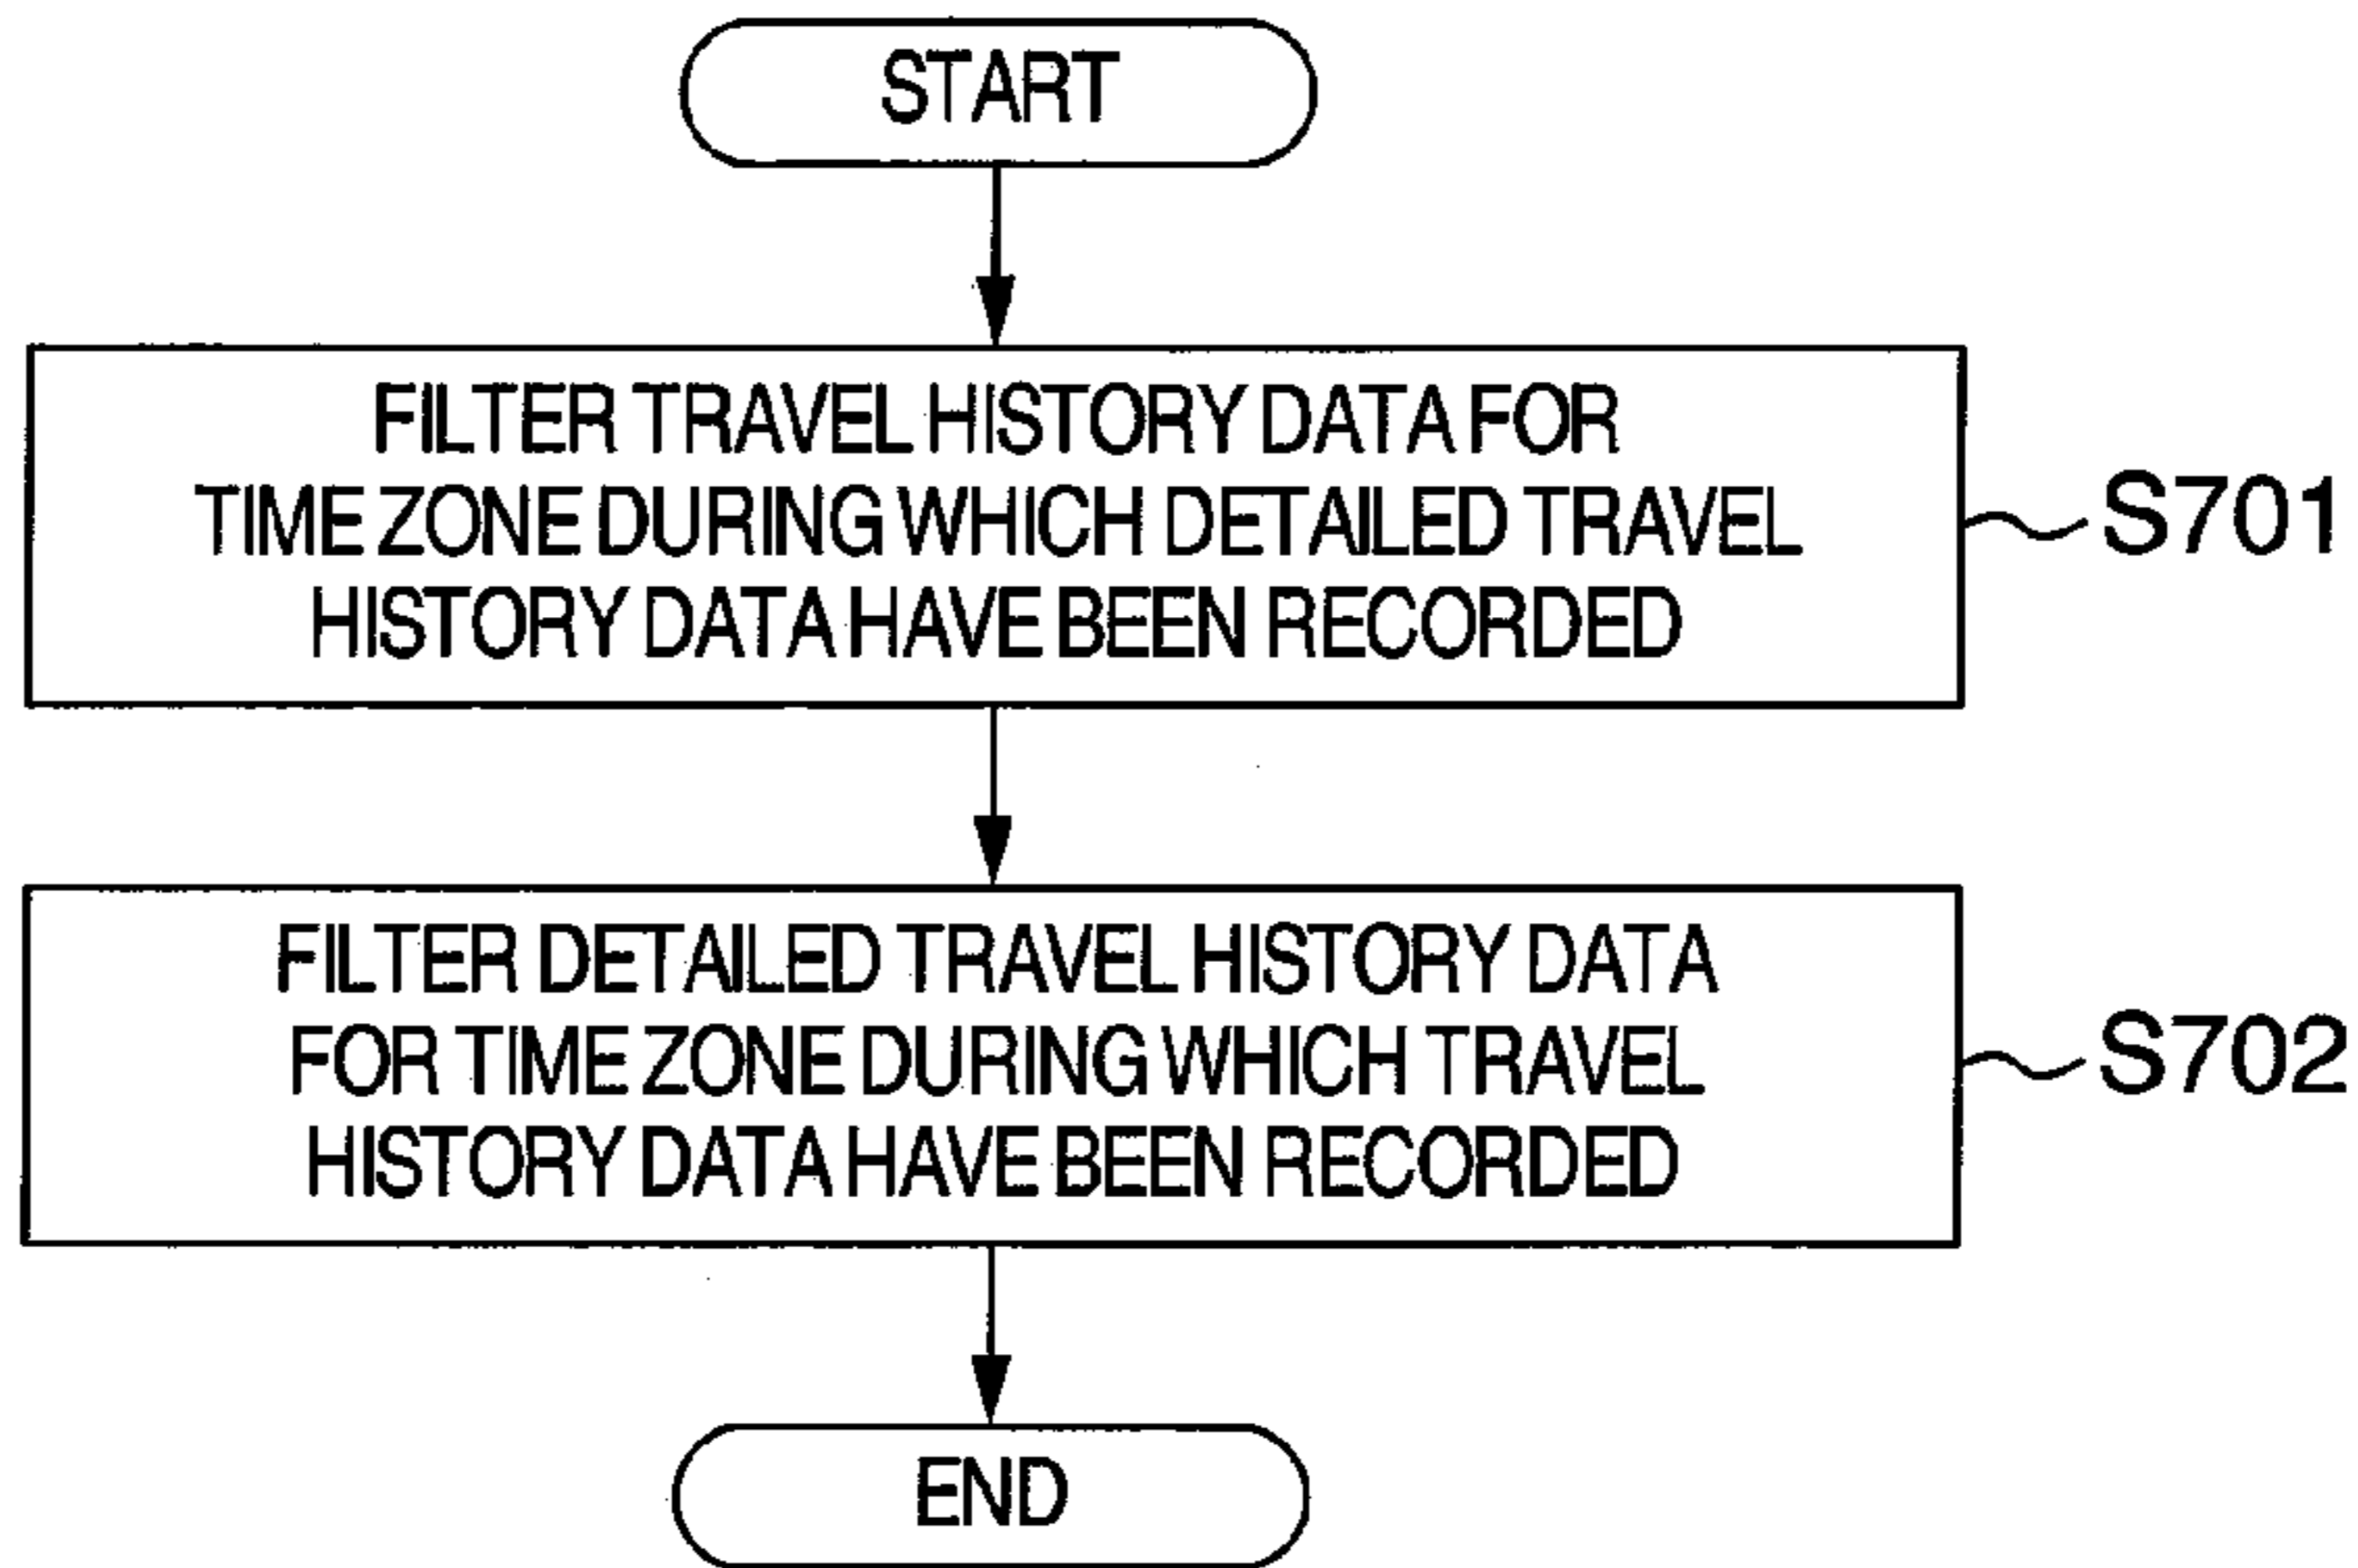 START
FILTER TRAVEL HISTORY DATA FOR
TIME ZONE DURING WHICH DETAILED TRAVEL
HISTORY DATA HAVE BEEN RECORDED
S701
FILTER DETAILED TRAVEL HISTORY DATA
FOR TIME ZONE DURING WHICH TRAVEL
HISTORY DATA HAVE BEEN RECORDED
S702
END